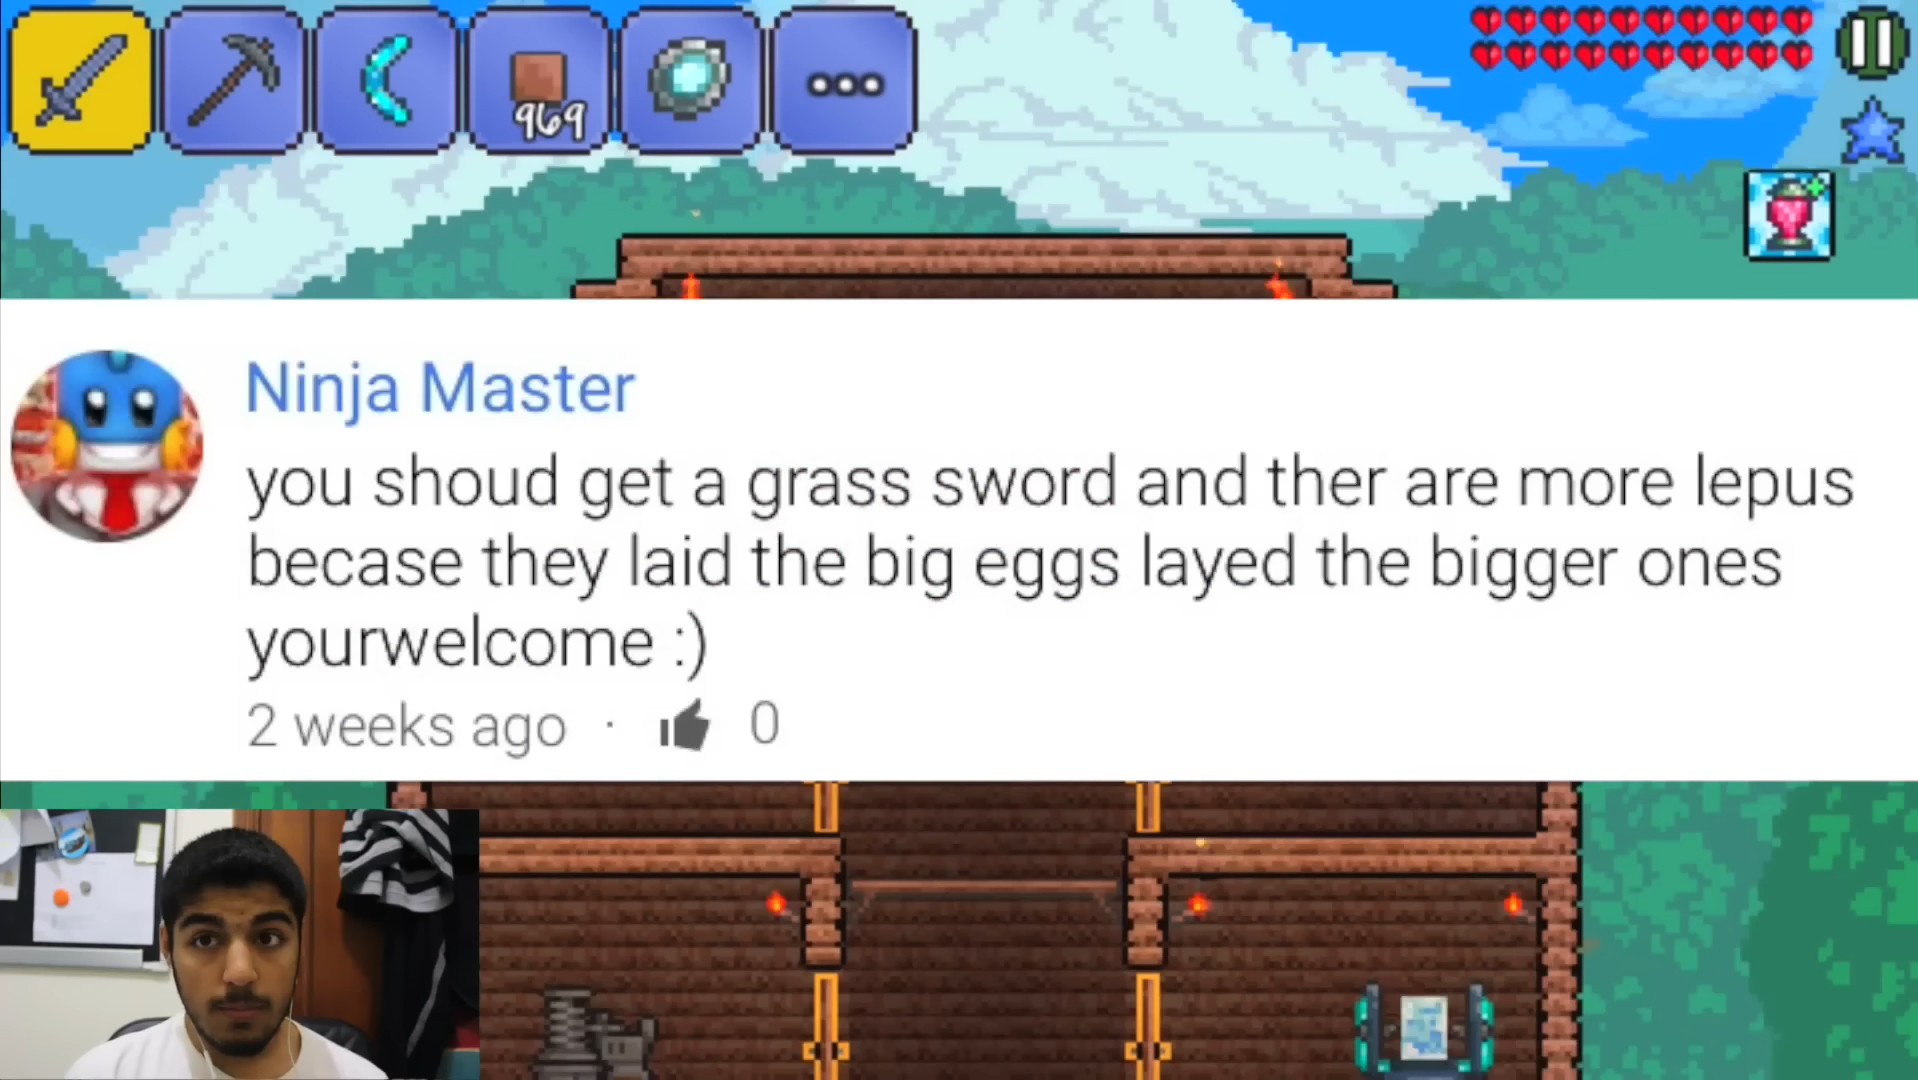 969
Ninja Master
you shoud get a grass sword and ther are more lepus
becase they laid the big eggs layed the bigger ones
yourwelcome :)
2 weeks ago · 0